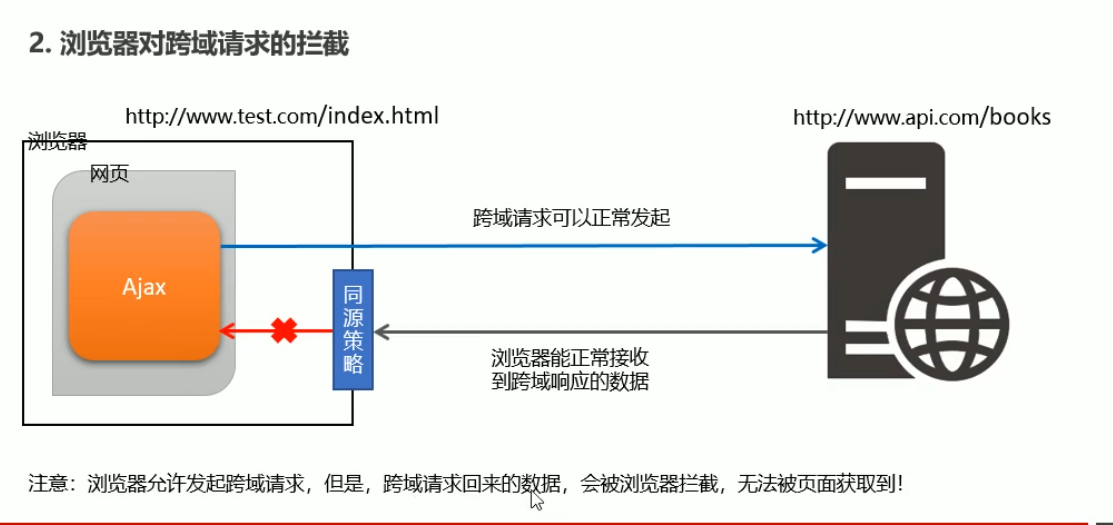 2. 浏览器对跨域请求的拦截
http://www.test.com/index.html
http://www.api.com/books
浏览器
网页
跨域请求可以正常发起
Ajax
同源策略
浏览器能正常接收
到跨域响应的数据
注意：浏览器允许发起跨域请求，但是，跨域请求回来的数据，会被浏览器拦截，无法被页面获取到！